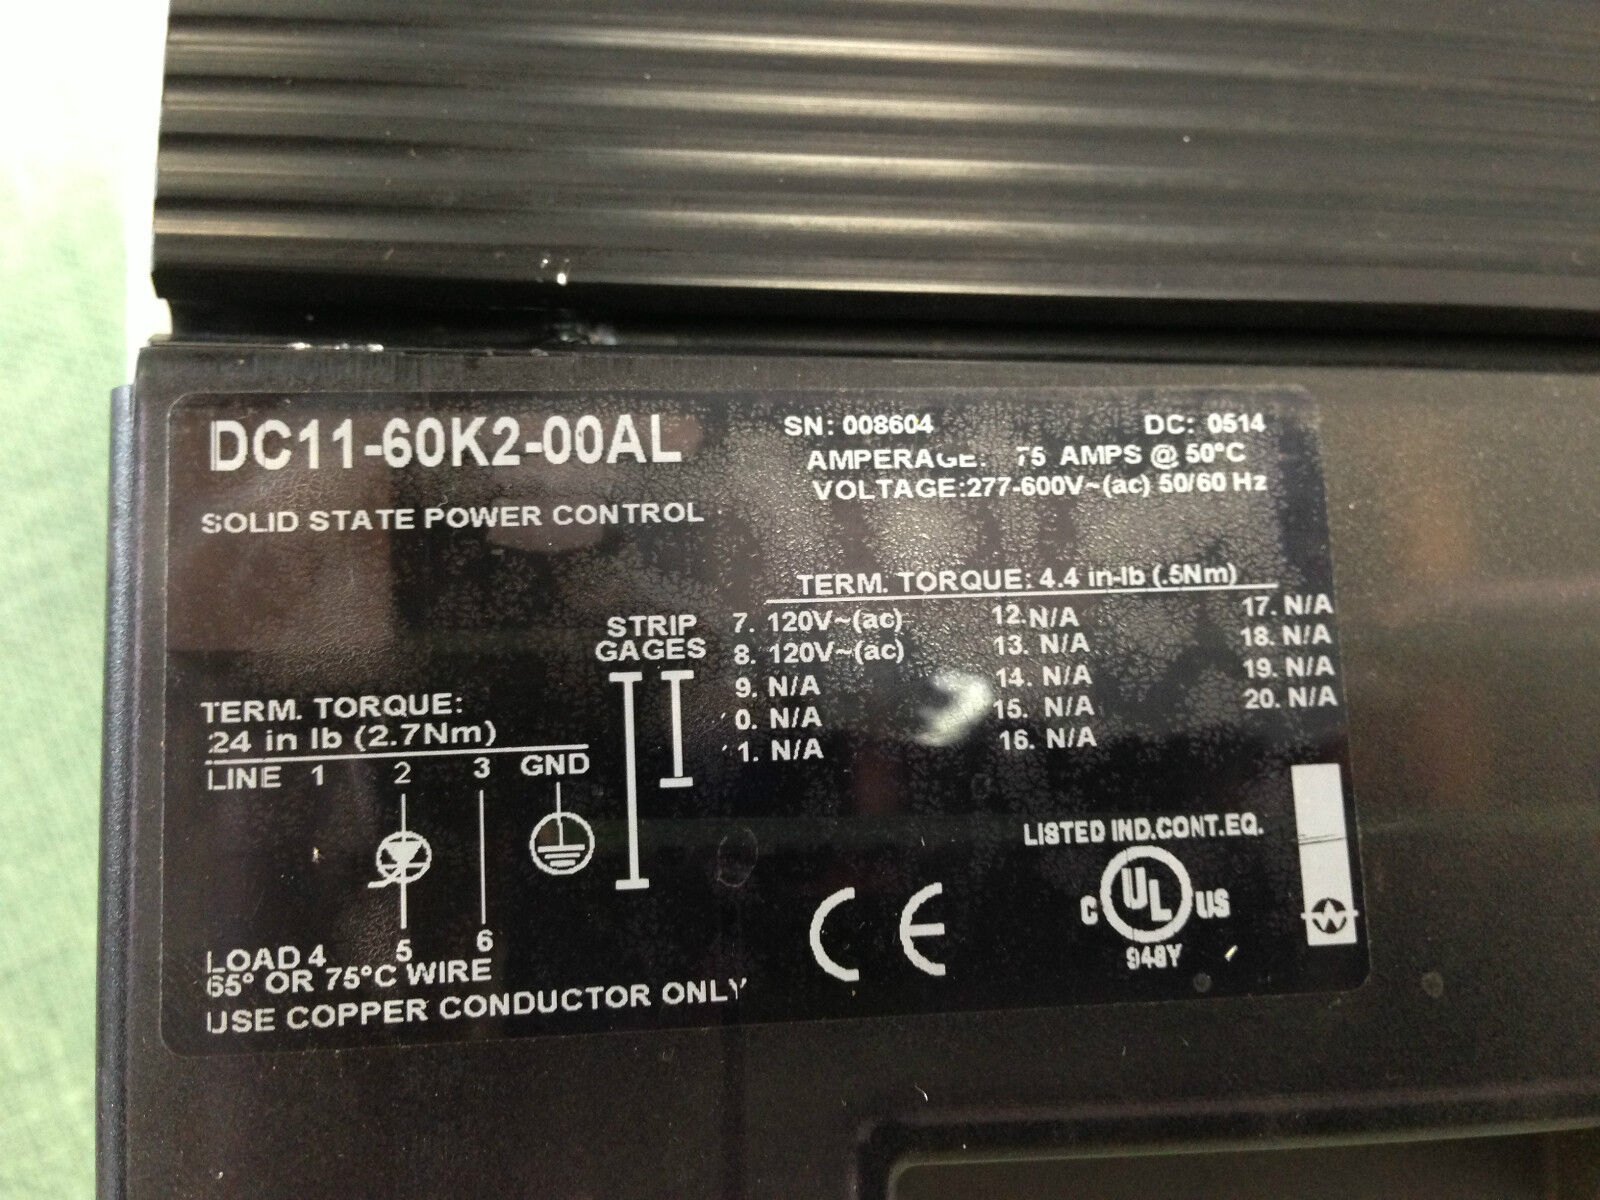 DC11-60K2-00AL
SOLID STATE POWER CONTROL
SN: 008604 DC: 0514
AMPERAGE: 75 AMPS @ 50°C
VOLTAGE:277-600V~(ac) 50/60 Hz
TERM. TORQUE: 4.4 in-lb (.5Nm)
7. 120V~(ac) 12. N/A 17. N/A
8. 120V~(ac) 13. N/A 18. N/A
9. N/A 14. N/A 19. N/A
0. N/A 15. N/A 20. N/A
1. N/A 16. N/A
STRIP
GAGES
TERM. TORQUE:
24 in lb (2.7Nm)
LINE 1 2 3 GND
LOAD 4 5 6
65° OR 75°C WIRE
USE COPPER CONDUCTOR ONLY
CE
LISTED IND.CONT.EQ.
C UL US
948Y
W